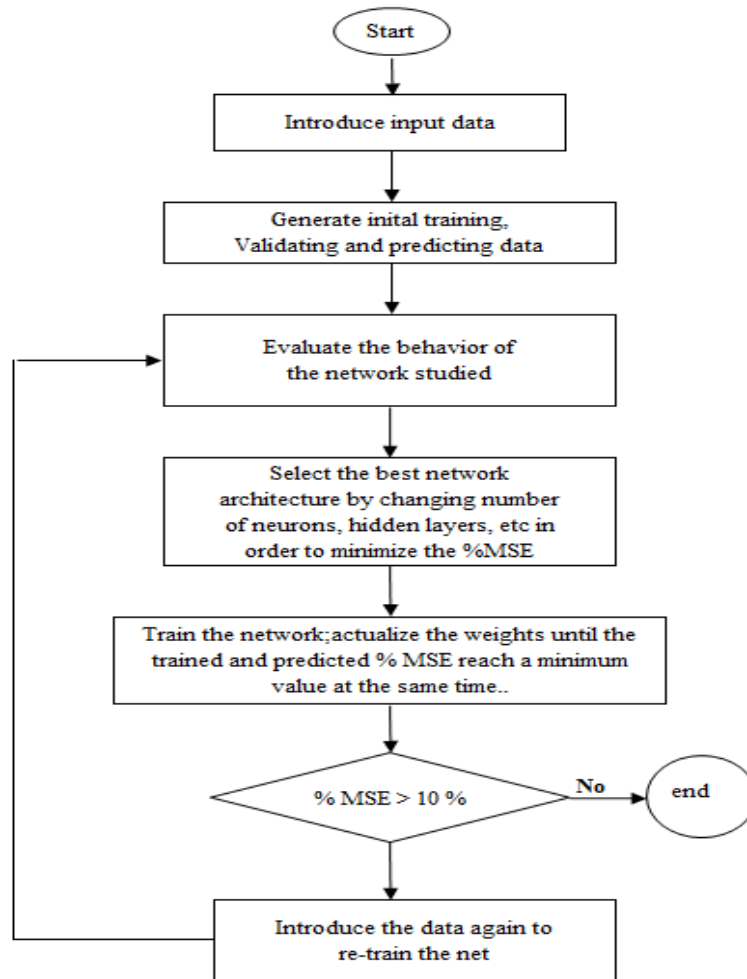 Start
Introduce input data
Generate inital training,
Validating and predicting data
Evaluate the behavior of
the network studied
Select the best network
architecture by changing number
of neurons, hidden layers, etc in
order to minimize the %MSE
Train the network;actualize the weights until the
trained and predicted % MSE reach a minimum
value at the same time..
% MSE > 10 %
No
end
Introduce the data again to
re-train the net